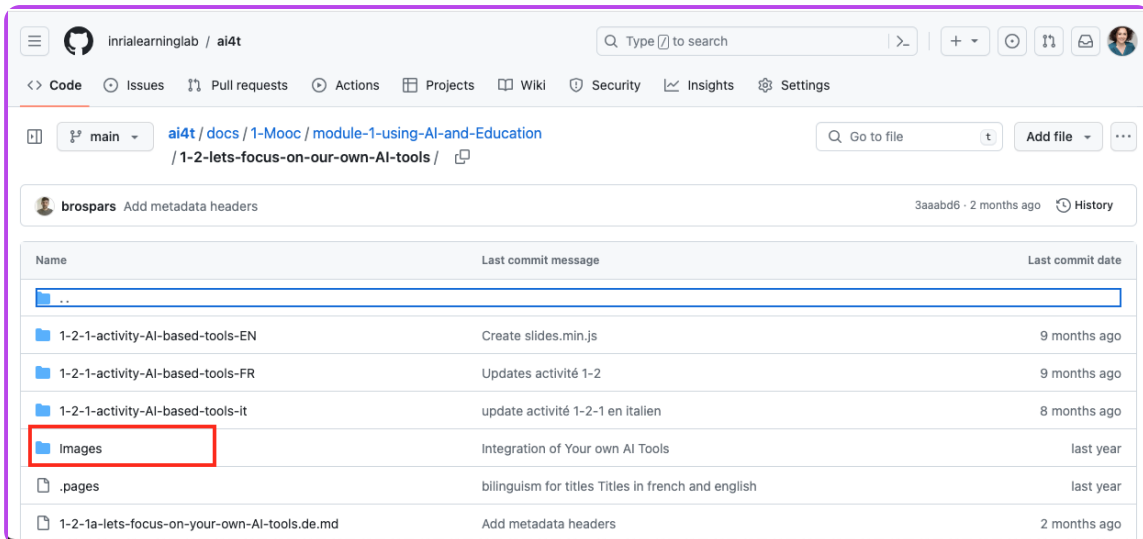 inrialearninglab / ai4t
Type / to search
Code Issues Pull requests Actions Projects Wiki Security Insights Settings
main
ai4t / docs / 1-Mooc / module-1-using-AI-and-Education
/ 1-2-lets-focus-on-our-own-AI-tools /
Go to file t
Add file
brospars Add metadata headers
3aaabd6 · 2 months ago History
Name Last commit message Last commit date
..
1-2-1-activity-AI-based-tools-EN Create slides.min.js 9 months ago
1-2-1-activity-AI-based-tools-FR Updates activité 1-2 9 months ago
1-2-1-activity-AI-based-tools-it update activité 1-2-1 en italien 8 months ago
Images Integration of Your own AI Tools last year
.pages bilinguism for titles Titles in french and english last year
1-2-1a-lets-focus-on-your-own-AI-tools.de.md Add metadata headers 2 months ago